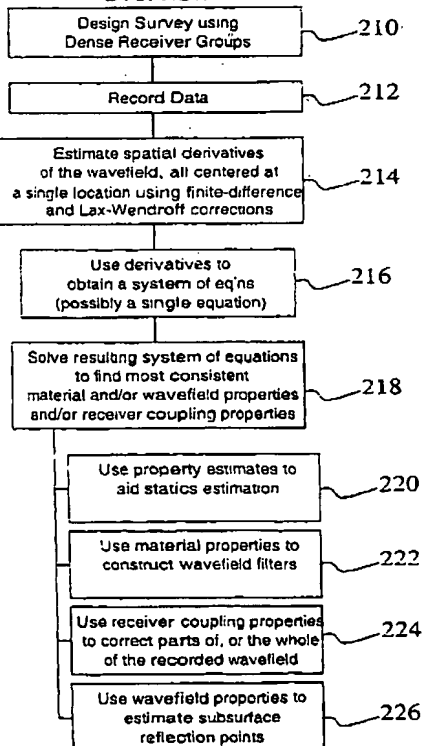 Design Survey using
Dense Receiver Groups
210
Record Data
212
Estimate spatial derivatives
of the wavefield, all centered at
a single location using finite-difference
and Lax-Wendroff corrections
214
Use derivatives to
obtain a system of eq'ns
(possibly a single equation)
216
Solve resulting system of equations
to find most consistent
material and/or wavefield properties
and/or receiver coupling properties
218
Use property estimates to
aid statics estimation
220
Use material properties to
construct wavefield filters
222
Use receiver coupling properties
to correct parts of, or the whole
of the recorded wavefield
224
Use wavefield properties to
estimate subsurface
reflection points
226